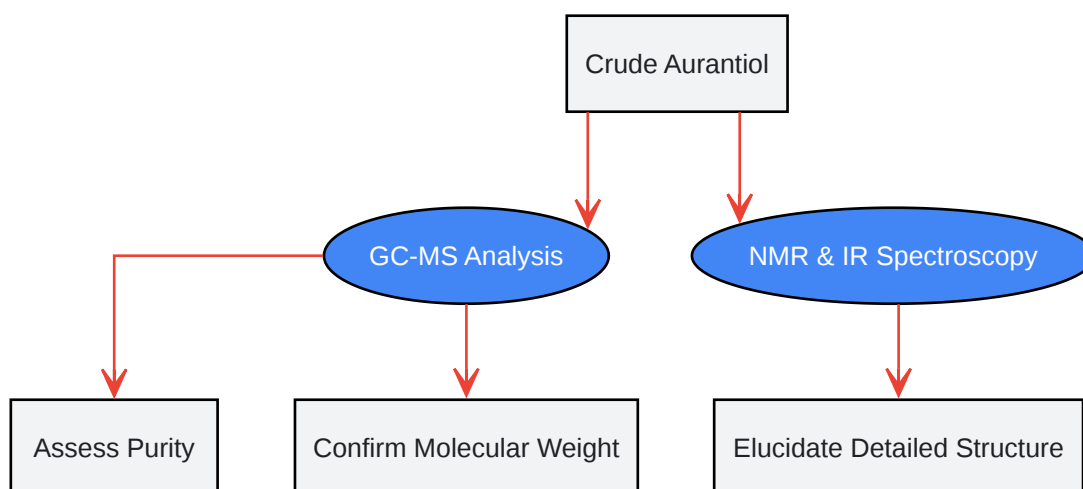 Crude Aurantiol
GC-MS Analysis
NMR & IR Spectroscopy
Assess Purity
Confirm Molecular Weight
Elucidate Detailed Structure